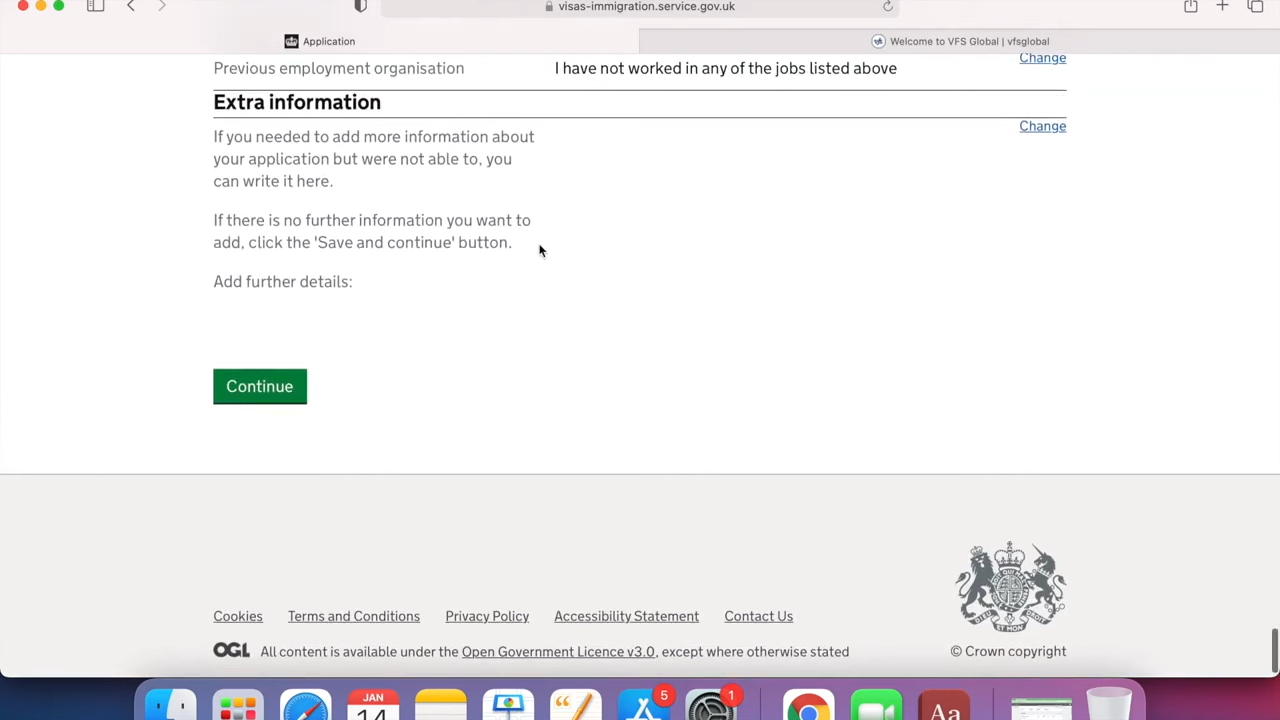 visas-immigration.service.gov.uk
Application
Welcome to VFS Global | vfsglobal
Previous employment organisation
I have not worked in any of the jobs listed above
Change
Extra information
If you needed to add more information about
your application but were not able to, you
can write it here.
Change
If there is no further information you want to
add, click the 'Save and continue' button.
Add further details:
Continue
Cookies
Terms and Conditions
Privacy Policy
Accessibility Statement
Contact Us
OGL
All content is available under the Open Government Licence v3.0, except where otherwise stated
© Crown copyright
JAN
14
5
1
Aa